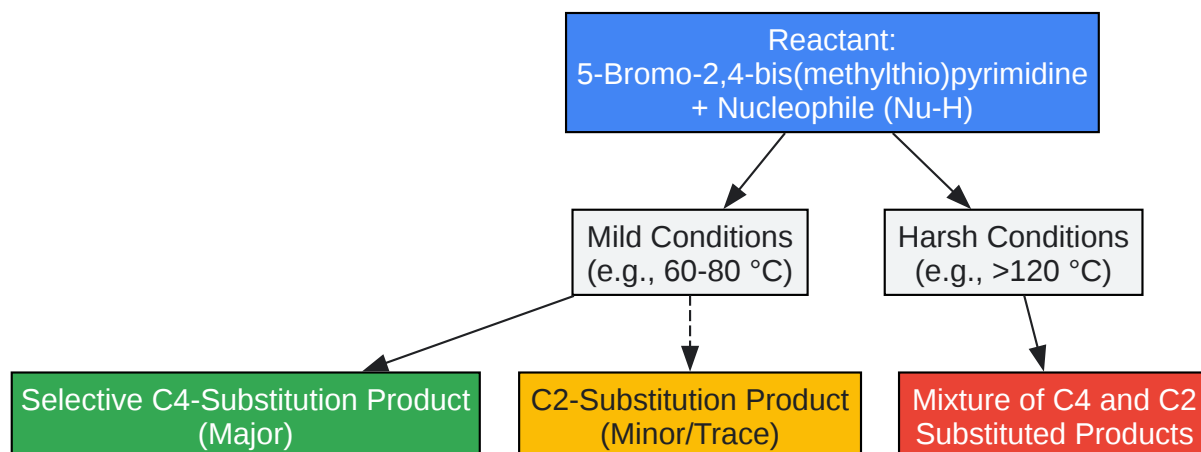 Reactant:
5-Bromo-2,4-bis(methylthio)pyrimidine
+ Nucleophile (Nu-H)
Mild Conditions
(e.g., 60-80 °C)
Harsh Conditions
(e.g., >120 °C)
Selective C4-Substitution Product
(Major)
C2-Substitution Product
(Minor/Trace)
Mixture of C4 and C2
Substituted Products